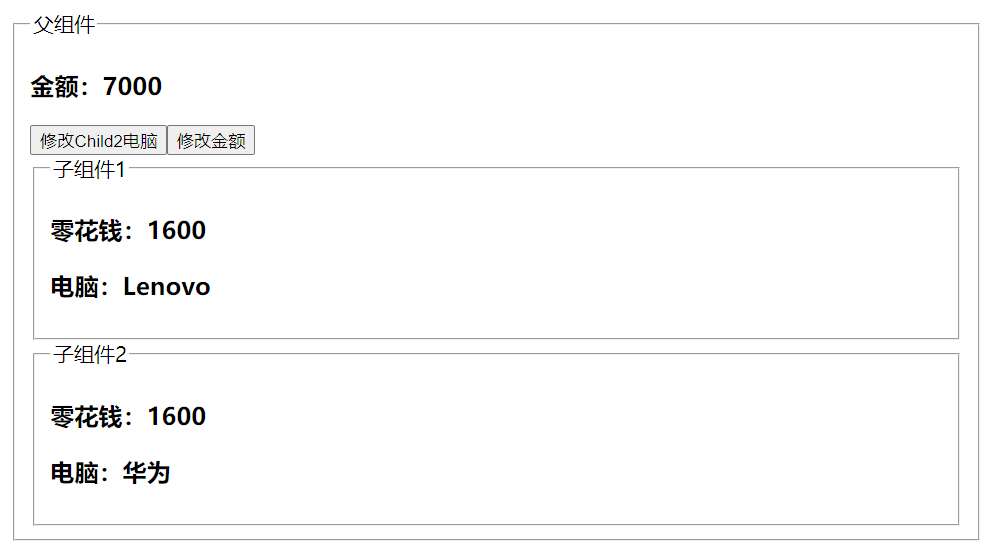 父组件
金额：7000
修改Child2电脑 修改金额
子组件1
零花钱：1600
电脑：Lenovo
子组件2
零花钱：1600
电脑：华为